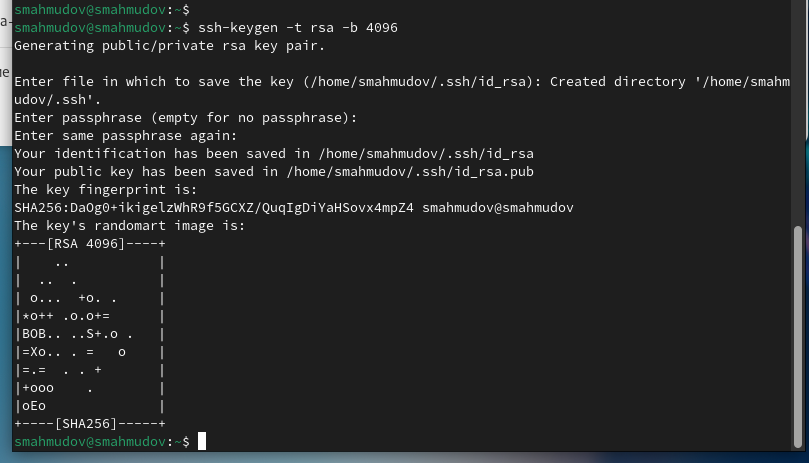 a-
ие
smahmudov@smahmudov:~$
smahmudov@smahmudov:~$ ssh-keygen -t rsa -b 4096
Generating public/private rsa key pair.

Enter file in which to save the key (/home/smahmudov/.ssh/id_rsa): Created directory '/home/smahm
udov/.ssh'.
Enter passphrase (empty for no passphrase):
Enter same passphrase again:
Your identification has been saved in /home/smahmudov/.ssh/id_rsa
Your public key has been saved in /home/smahmudov/.ssh/id_rsa.pub
The key fingerprint is:
SHA256:DaOg0+ikigelzWhR9f5GCXZ/QuqIgDiYaHSovx4mpZ4 smahmudov@smahmudov
The key's randomart image is:
+---[RSA 4096]----+
|    ..           |
|  ..  .          |
| o...  +o. .     |
|*o++ .o.o+=      |
|BOB.. ..S+.o .   |
|=Xo.. . =   o    |
|=.=  . . +       |
|+ooo    .        |
|oEo              |
+----[SHA256]-----+
smahmudov@smahmudov:~$